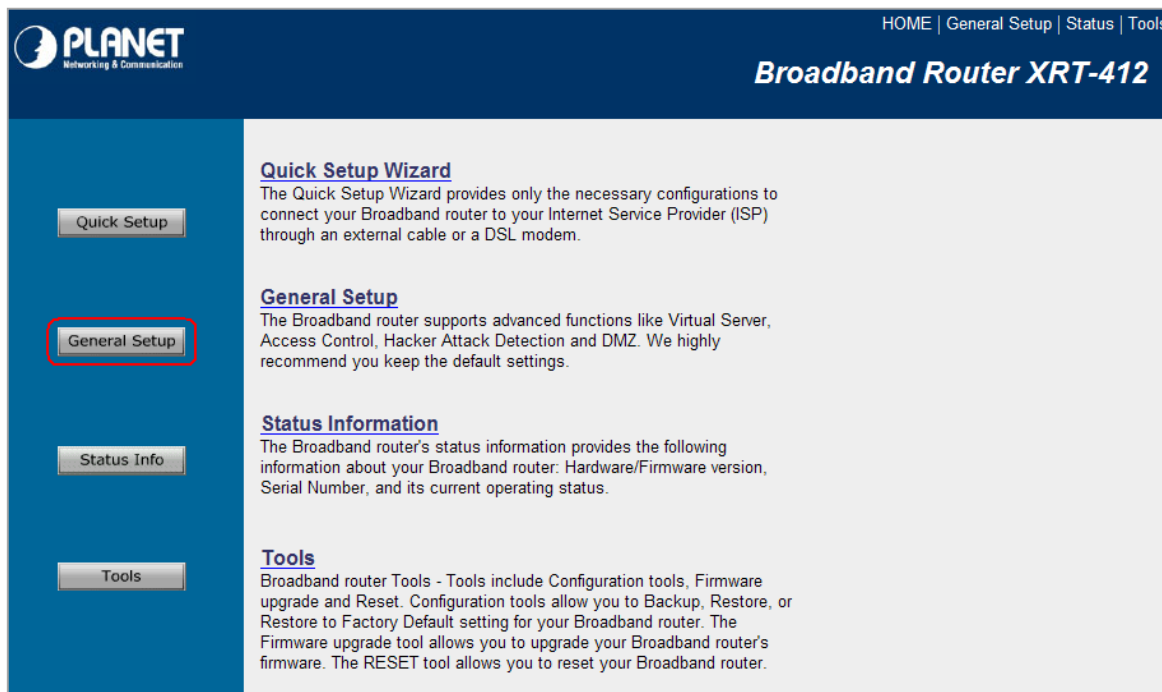 PLANET
Networking & Communication
HOME | General Setup | Status | Tools
Broadband Router XRT-412
Quick Setup
Quick Setup Wizard
The Quick Setup Wizard provides only the necessary configurations to
connect your Broadband router to your Internet Service Provider (ISP)
through an external cable or a DSL modem.
General Setup
General Setup
The Broadband router supports advanced functions like Virtual Server,
Access Control, Hacker Attack Detection and DMZ. We highly
recommend you keep the default settings.
Status Info
Status Information
The Broadband router's status information provides the following
information about your Broadband router: Hardware/Firmware version,
Serial Number, and its current operating status.
Tools
Tools
Broadband router Tools - Tools include Configuration tools, Firmware
upgrade and Reset. Configuration tools allow you to Backup, Restore, or
Restore to Factory Default setting for your Broadband router. The
Firmware upgrade tool allows you to upgrade your Broadband router's
firmware. The RESET tool allows you to reset your Broadband router.